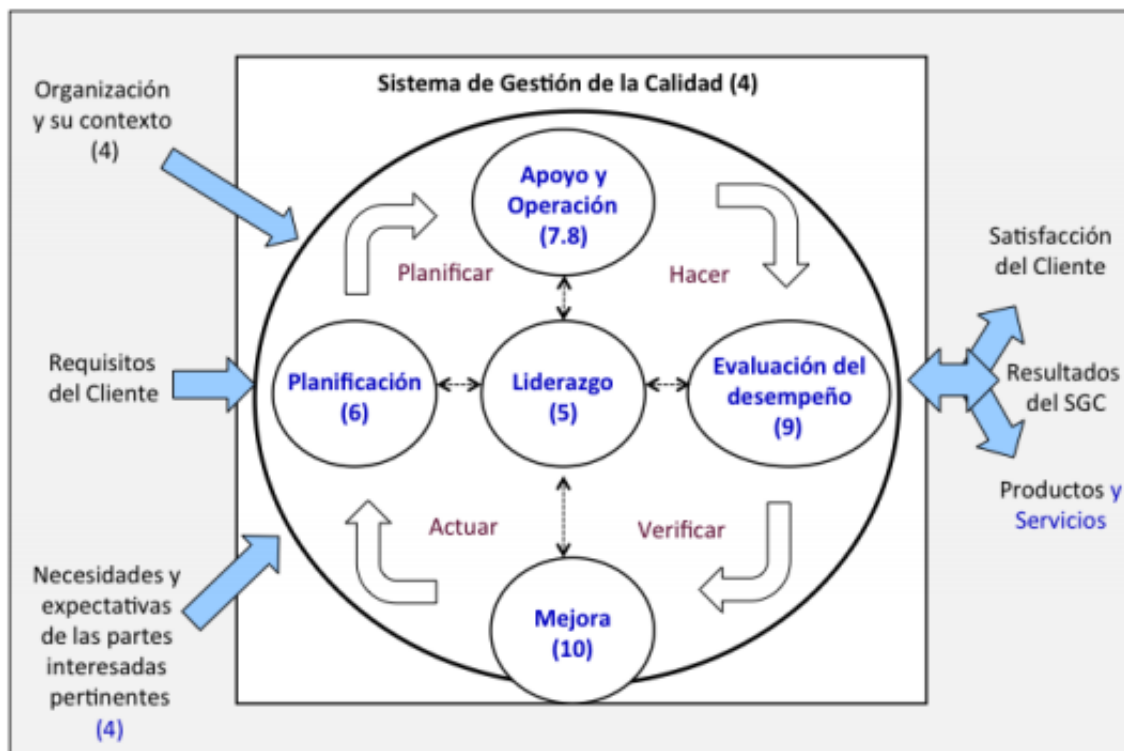 Sistema de Gestión de la Calidad (4)
Organización
y su contexto
(4)
Requisitos
del Cliente
Necesidades y
expectativas
de las partes
interesadas
pertinentes
(4)
Apoyo y
Operación
(7.8)
Planificar
Hacer
Planificación
(6)
Liderazgo
(5)
Evaluación del
desempeño
(9)
Actuar
Verificar
Mejora
(10)
Satisfacción
del Cliente
Resultados
del SGC
Productos y
Servicios